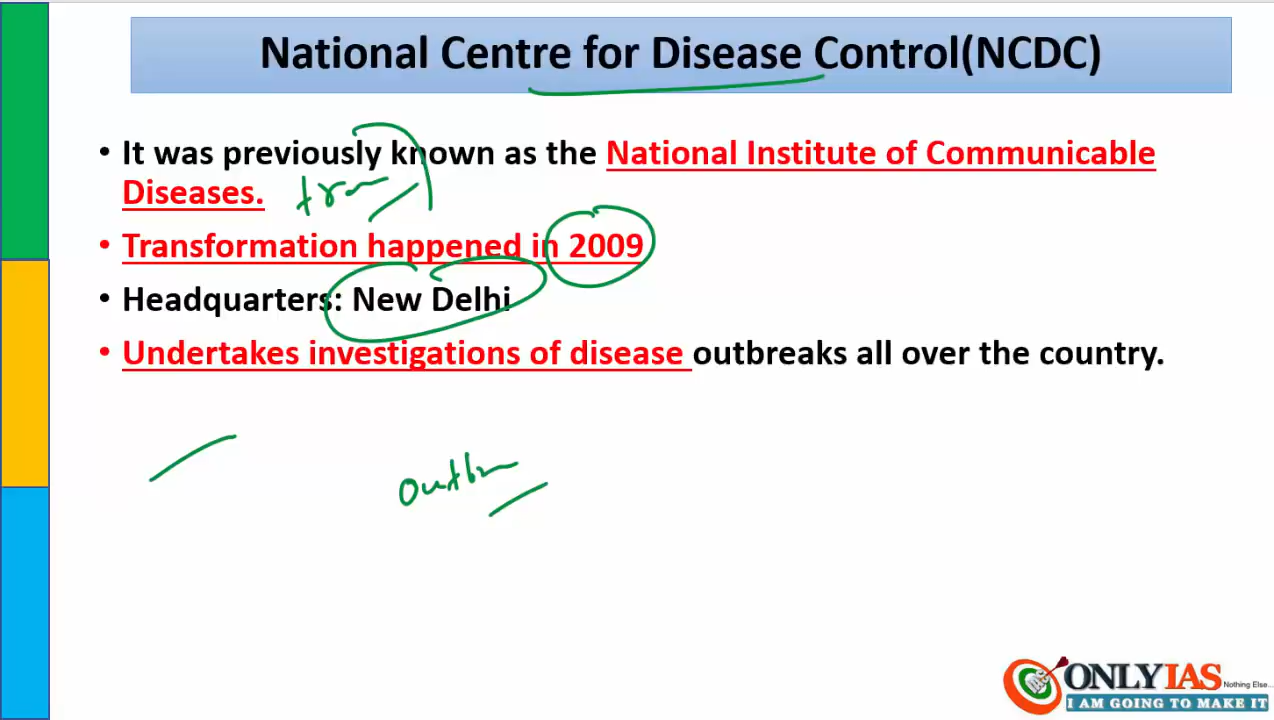 National Centre for Disease Control(NCDC)
• It was previously known as the National Institute of Communicable
Diseases.
• Transformation happened in 2009
• Headquarters: New Delhi
• Undertakes investigations of disease outbreaks all over the country.
ONLYIAS
Nothing Else...
I AM GOING TO MAKE IT